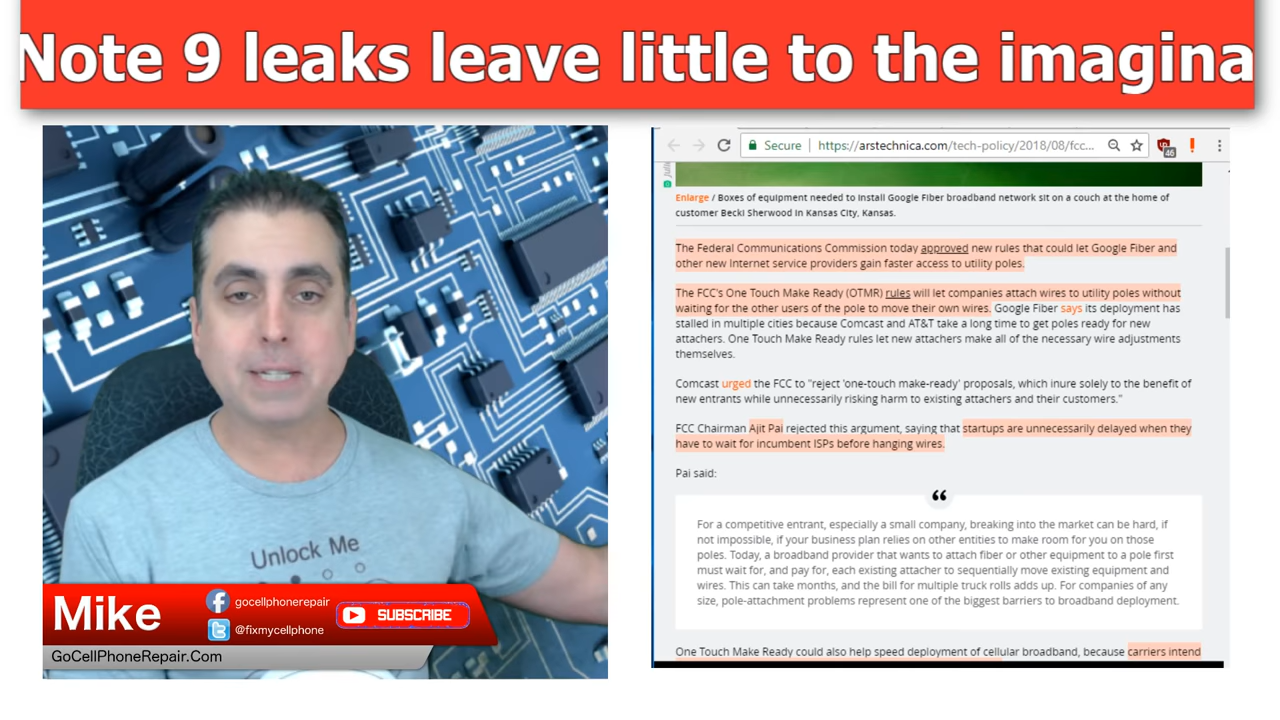 Note 9 leaks leave little to the imagina
Unlock Me
Mike
gocellphonerepair
@fixmycellphone
SUBSCRIBE
GoCellPhoneRepair.Com
Secure
https://arstechnica.com/tech-policy/2018/08/fcc...
46
Enlarge / Boxes of equipment needed to install Google Fiber broadband network sit on a couch at the home of
customer Becki Sherwood in Kansas City, Kansas.
The Federal Communications Commission today approved new rules that could let Google Fiber and
other new Internet service providers gain faster access to utility poles.
The FCC's One Touch Make Ready (OTMR) rules will let companies attach wires to utility poles without
waiting for the other users of the pole to move their own wires. Google Fiber says its deployment has
stalled in multiple cities because Comcast and AT&T take a long time to get poles ready for new
attachers. One Touch Make Ready rules let new attachers make all of the necessary wire adjustments
themselves.
Comcast urged the FCC to "reject 'one-touch make-ready' proposals, which inure solely to the benefit of
new entrants while unnecessarily risking harm to existing attachers and their customers."
FCC Chairman Ajit Pai rejected this argument, saying that startups are unnecessarily delayed when they
have to wait for incumbent ISPs before hanging wires.
Pai said:
For a competitive entrant, especially a small company, breaking into the market can be hard, if
not impossible, if your business plan relies on other entities to make room for you on those
poles. Today, a broadband provider that wants to attach fiber or other equipment to a pole first
must wait for, and pay for, each existing attacher to sequentially move existing equipment and
wires. This can take months, and the bill for multiple truck rolls adds up. For companies of any
size, pole-attachment problems represent one of the biggest barriers to broadband deployment.
One Touch Make Ready could also help speed deployment of cellular broadband, because carriers intend